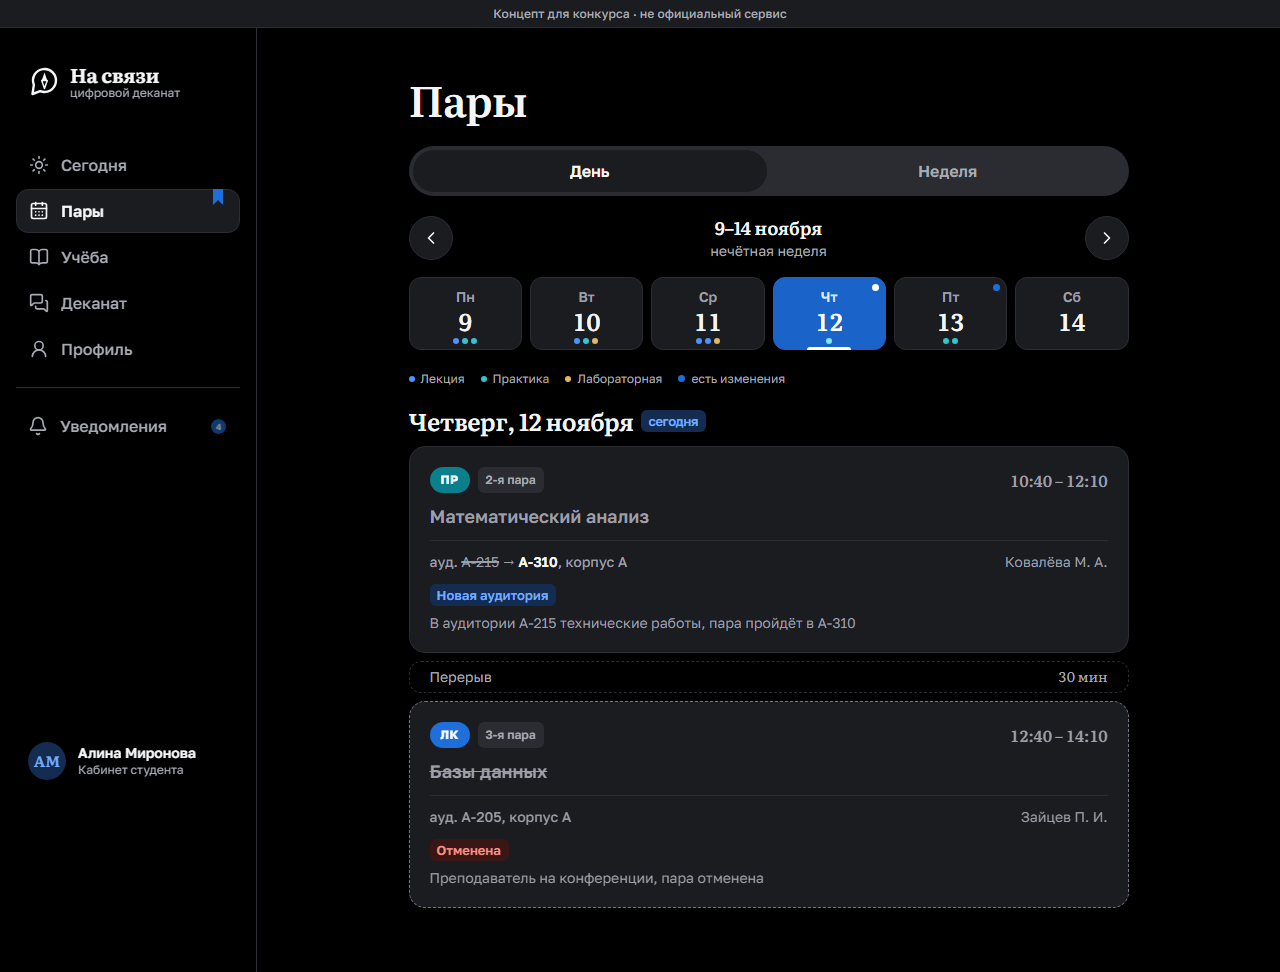 Концепт для конкурса · не официальный сервис
На связи
цифровой деканат
Сегодня
Пары
Учёба
Деканат
Профиль
Уведомления 4
АМ
Алина Миронова
Кабинет студента
Пары
День Неделя
9–14 ноября
нечётная неделя
Пн Вт Ср Чт Пт Сб
9 10 11 12 13 14
Лекция Практика Лабораторная есть изменения
Четверг, 12 ноября сегодня
ПР 2-я пара 10:40 – 12:10
Математический анализ
ауд. А-215 → А-310, корпус А Ковалёва М. А.
Новая аудитория
В аудитории А-215 технические работы, пара пройдёт в А-310
Перерыв 30 мин
ЛК 3-я пара 12:40 – 14:10
Базы данных
ауд. А-205, корпус А Зайцев П. И.
Отменена
Преподаватель на конференции, пара отменена